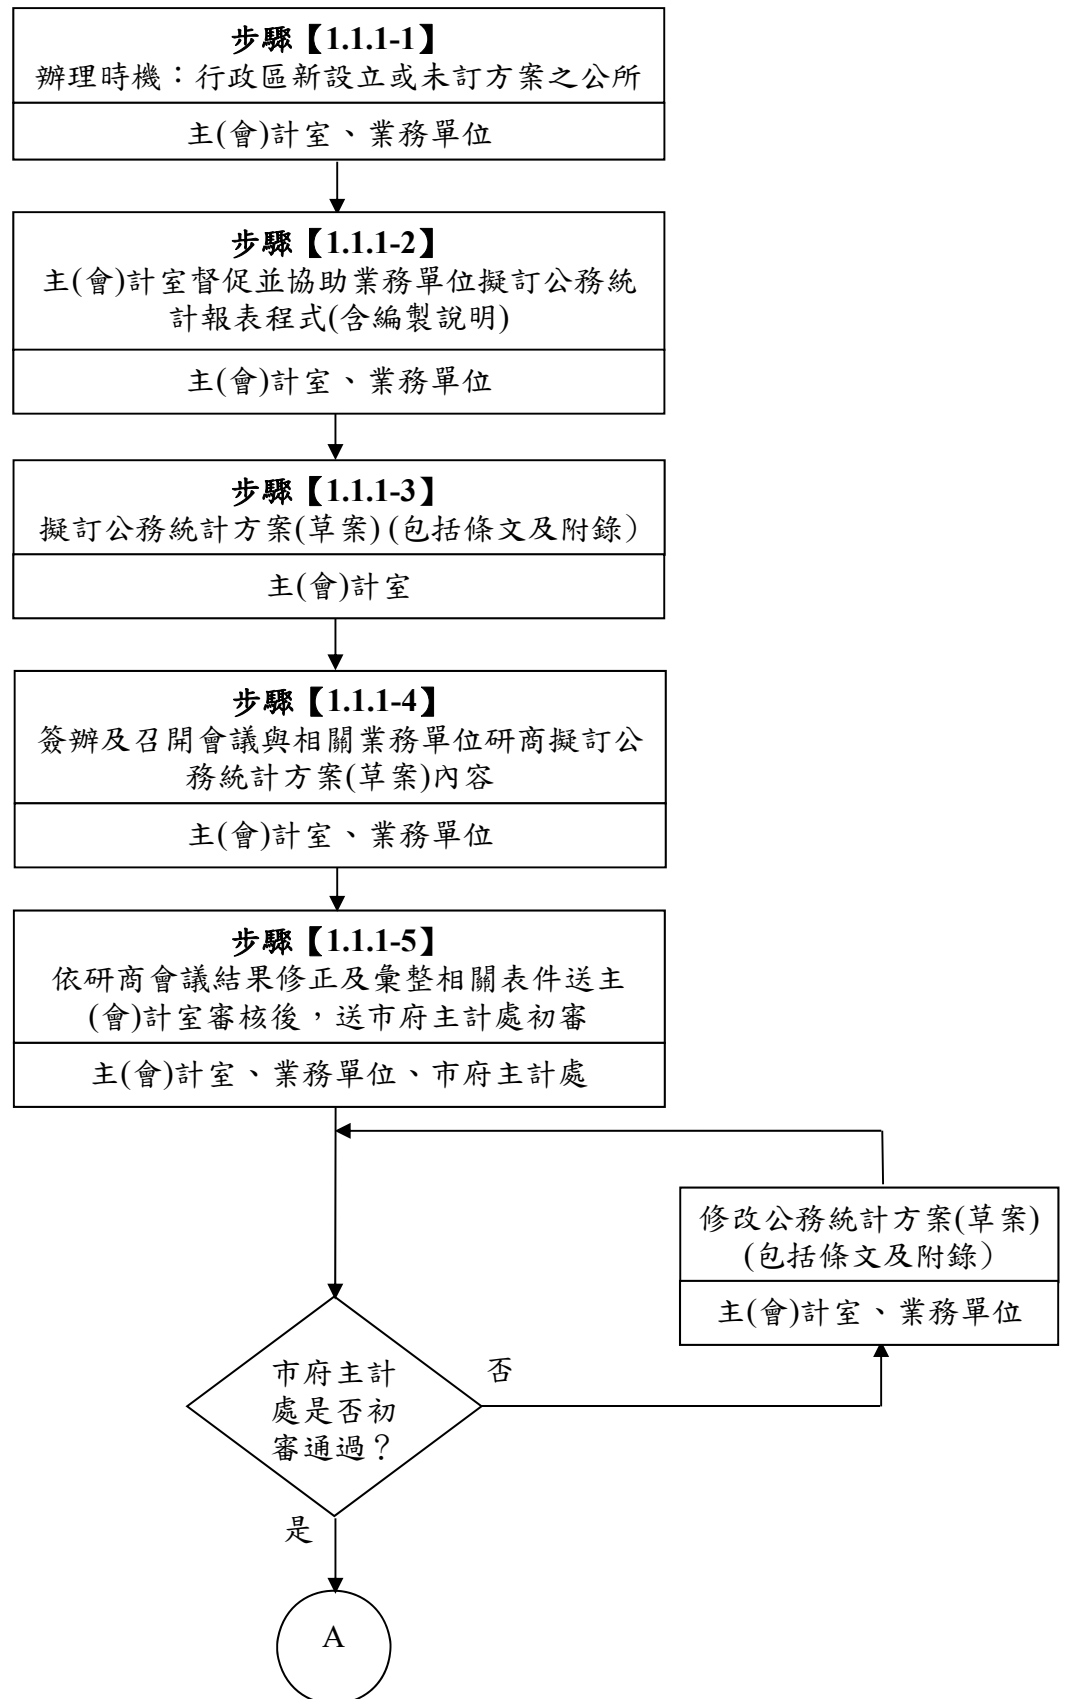 步驟【1.1.1-1】
辦理時機：行政區新設立或未訂方案之公所
主(會)計室、業務單位
步驟【1.1.1-2】
主(會)計室督促並協助業務單位擬訂公務統
計報表程式(含編製說明)
主(會)計室、業務單位
步驟【1.1.1-3】
擬訂公務統計方案(草案)(包括條文及附錄）
主(會)計室
步驟【1.1.1-4】
簽辦及召開會議與相關業務單位研商擬訂公
務統計方案(草案)內容
主(會)計室、業務單位
步驟【1.1.1-5】
依研商會議結果修正及彙整相關表件送主
(會)計室審核後，送市府主計處初審
主(會)計室、業務單位、市府主計處
修改公務統計方案(草案)
(包括條文及附錄）
主(會)計室、業務單位
市府主計
處是否初
審通過？
否
是
A